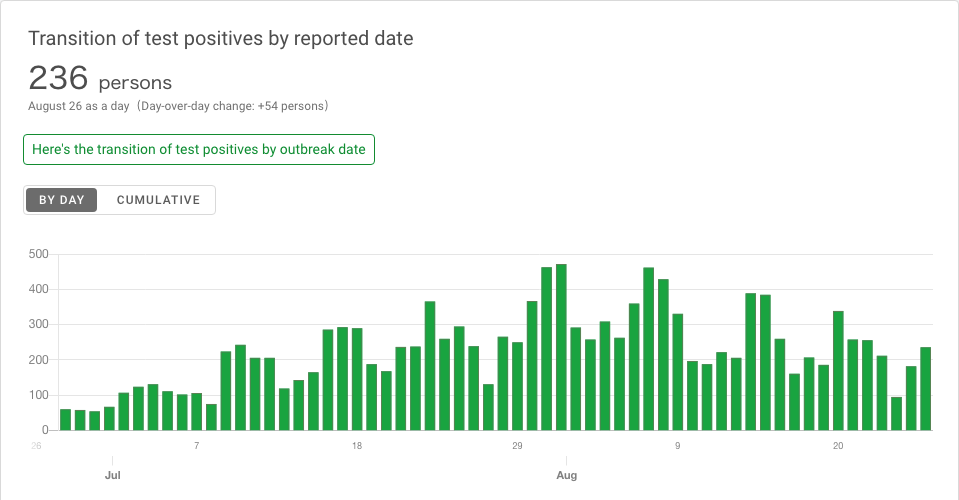 Transition of test positives by reported date
236 persons
August 26 as a day（Day-over-day change: +54 persons）
Here's the transition of test positives by outbreak date
BY DAY CUMULATIVE
500
400
300
200
100
0
26 7 18 29 9 20
Jul Aug